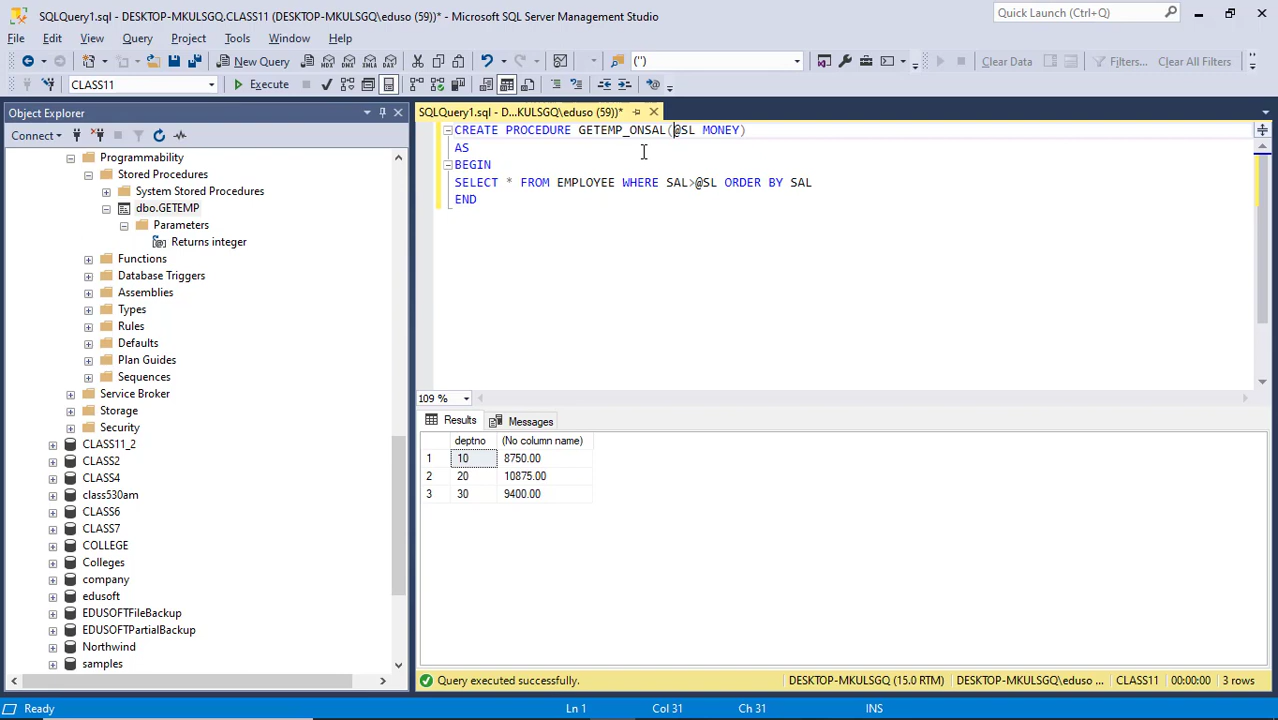 SQLQuery1.sql - DESKTOP-MKULSGQ.CLASS11 (DESKTOP-MKULSGQ\eduso (59))* - Microsoft SQL Server Management Studio
Quick Launch (Ctrl+Q)
File Edit View Query Project Tools Window Help
New Query
MDX DMX XMLA DAX
('')
Clear Data
Filters...
Clear All Filters
CLASS11
Execute
Object Explorer
Connect
Programmability
Stored Procedures
System Stored Procedures
dbo.GETEMP
Parameters
Returns integer
Functions
Database Triggers
Assemblies
Types
Rules
Defaults
Plan Guides
Sequences
Service Broker
Storage
Security
CLASS11_2
CLASS2
CLASS4
class530am
CLASS6
CLASS7
COLLEGE
Colleges
company
edusoft
EDUSOFTFileBackup
EDUSOFTPartialBackup
Northwind
samples
SQLQuery1.sql - D...KULSGQ\eduso (59))*
CREATE PROCEDURE GETEMP_ONSAL(@SL MONEY)
AS
BEGIN
SELECT * FROM EMPLOYEE WHERE SAL>@SL ORDER BY SAL
END
109 %
Results Messages
deptno (No column name)
1 10 8750.00
2 20 10875.00
3 30 9400.00
Query executed successfully.
DESKTOP-MKULSGQ (15.0 RTM)
DESKTOP-MKULSGQ\eduso ...
CLASS11
00:00:00
3 rows
Ready
Ln 1
Col 31
Ch 31
INS